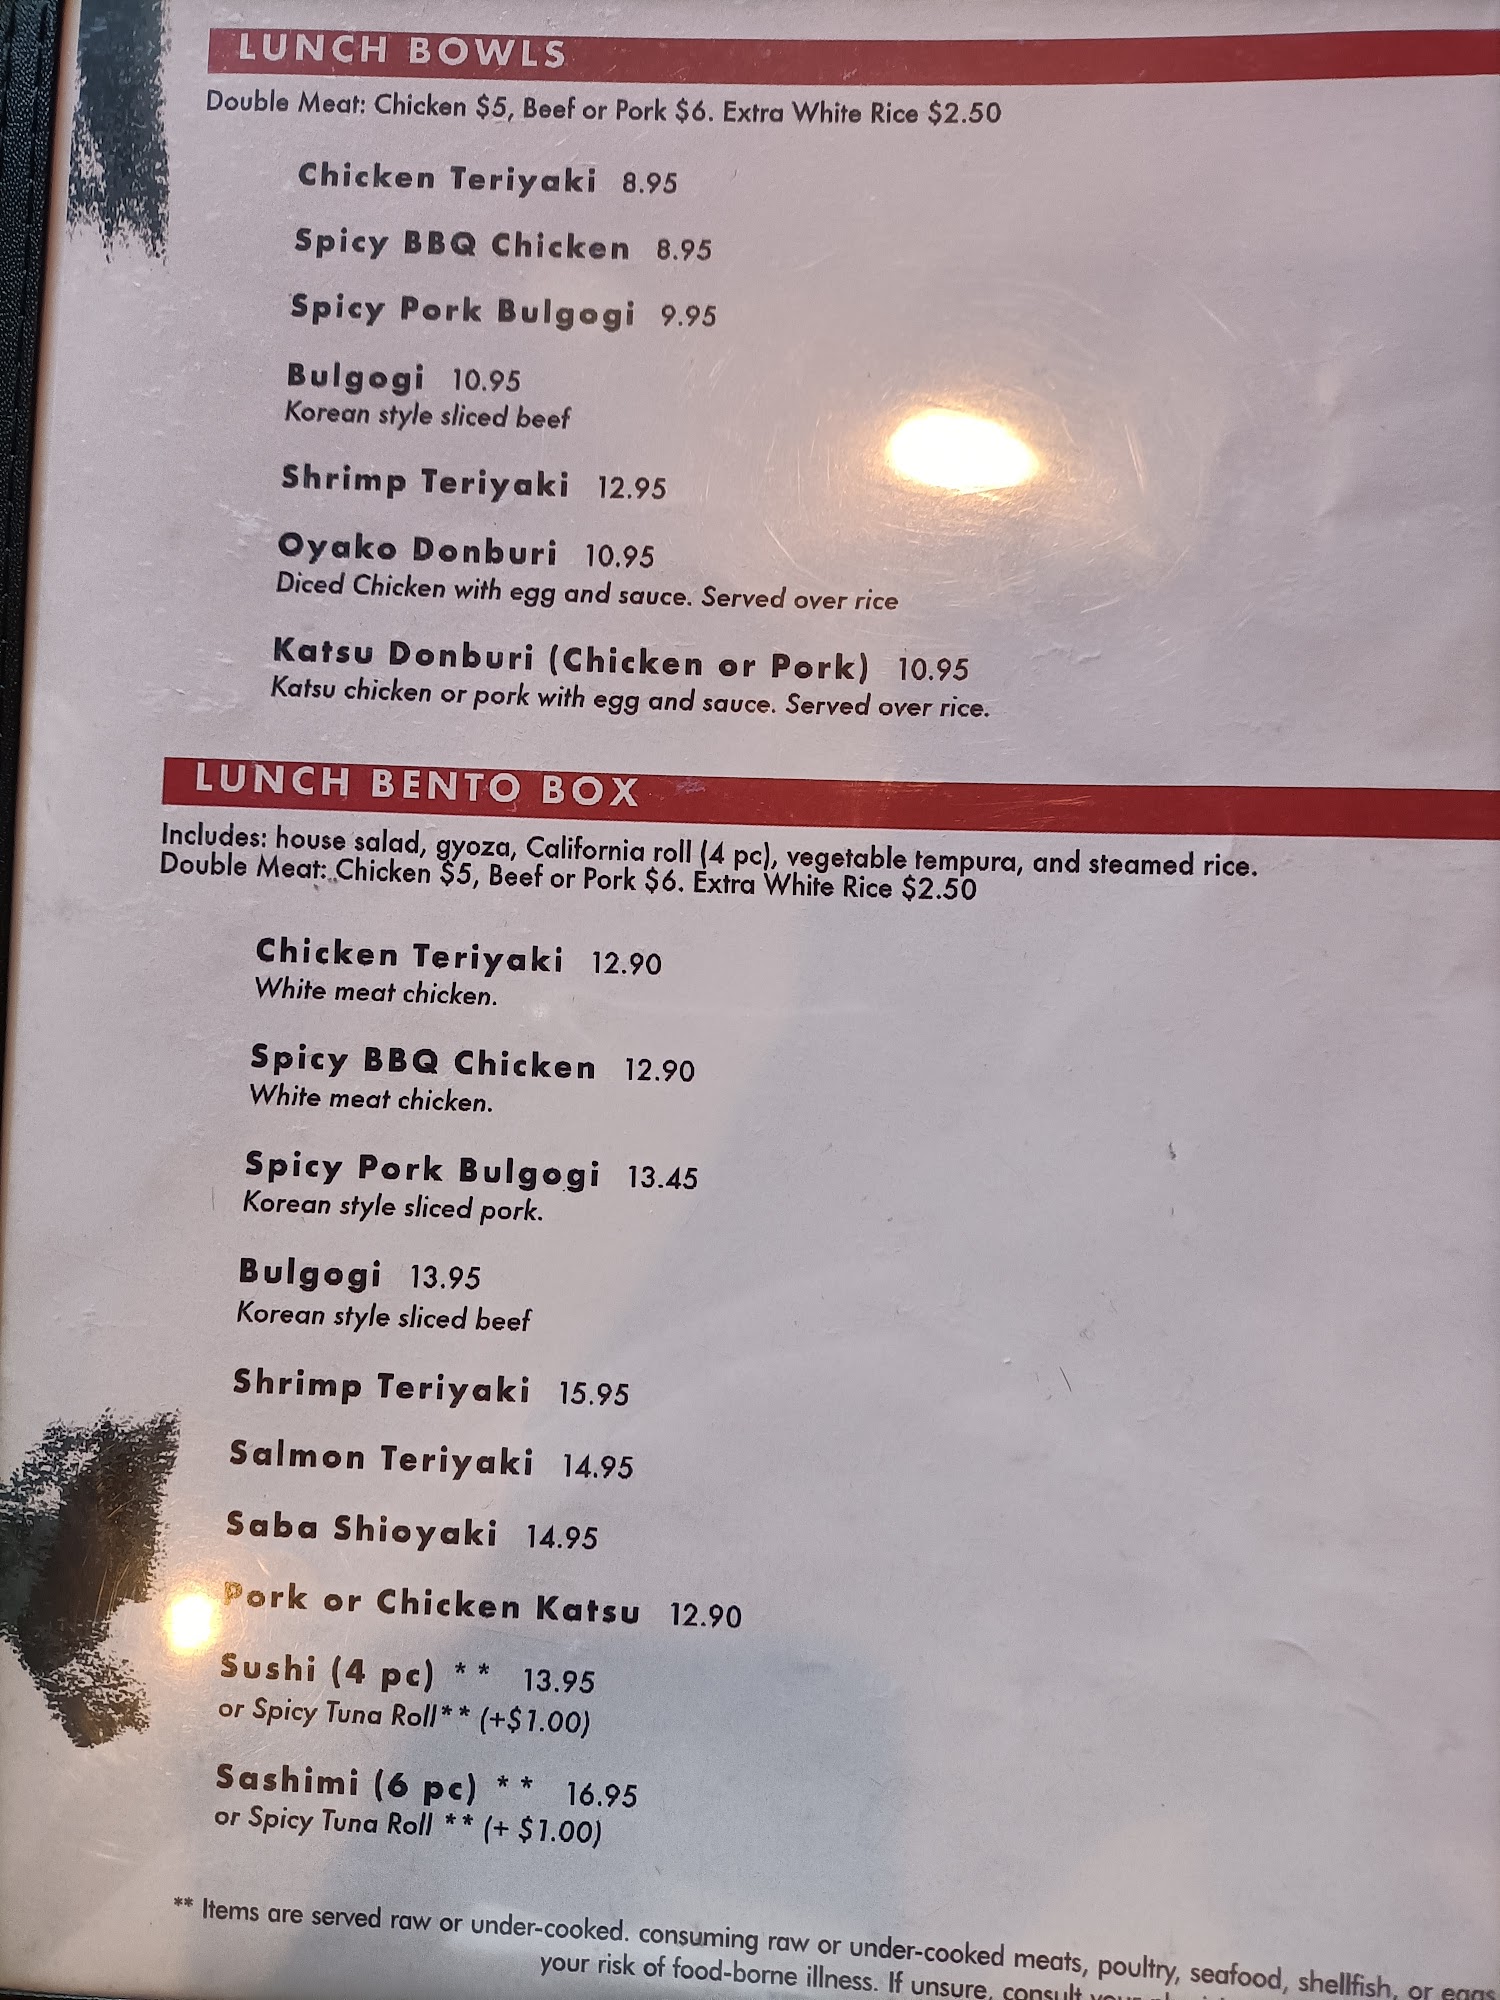 LUNCH BOWLS
Double Meat: Chicken $5, Beef or Pork $6. Extra White Rice $2.50
Chicken Teriyaki 8.95
Spicy BBQ Chicken 8.95
Spicy Pork Bulgogi 9.95
Bulgogi 10.95
Korean style sliced beef
Shrimp Teriyaki 12.95
Oyako Donburi 10.95
Diced Chicken with egg and sauce. Served over rice
Katsu Donburi (Chicken or Pork) 10.95
Katsu chicken or pork with egg and sauce. Served over rice.
LUNCH BENTO BOX
Includes: house salad, gyoza, California roll (4 pc), vegetable tempura, and steamed rice.
Double Meat: Chicken $5, Beef or Pork $6. Extra White Rice $2.50
Chicken Teriyaki 12.90
White meat chicken.
Spicy BBQ Chicken 12.90
White meat chicken.
Spicy Pork Bulgogi 13.45
Korean style sliced pork.
Bulgogi 13.95
Korean style sliced beef
Shrimp Teriyaki 15.95
Salmon Teriyaki 14.95
Saba Shioyaki 14.95
Pork or Chicken Katsu 12.90
Sushi (4 pc) ** 13.95
or Spicy Tuna Roll** (+$1.00)
Sashimi (6 pc) ** 16.95
or Spicy Tuna Roll ** (+ $1.00)
** Items are served raw or under-cooked. consuming raw or under-cooked meats, poultry, seafood, shellfish, or eggs
your risk of food-borne illness. If unsure, consult